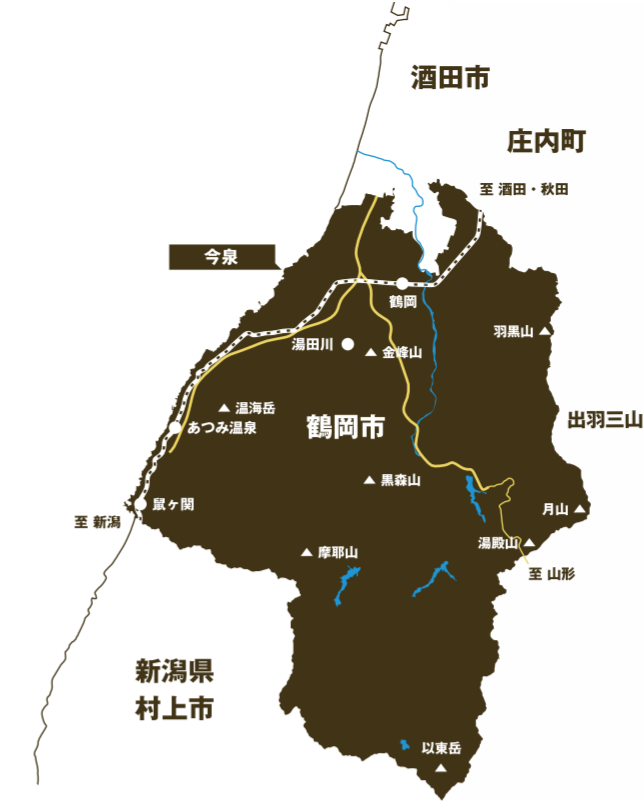 酒田市
庄内町
至 酒田・秋田
今泉
鶴岡
羽黒山
湯田川
金峰山
温海岳
出羽三山
鶴岡市
あつみ温泉
黒森山
鼠ヶ関
月山
至 新潟
湯殿山
摩耶山
至 山形
新潟県
村上市
以東岳